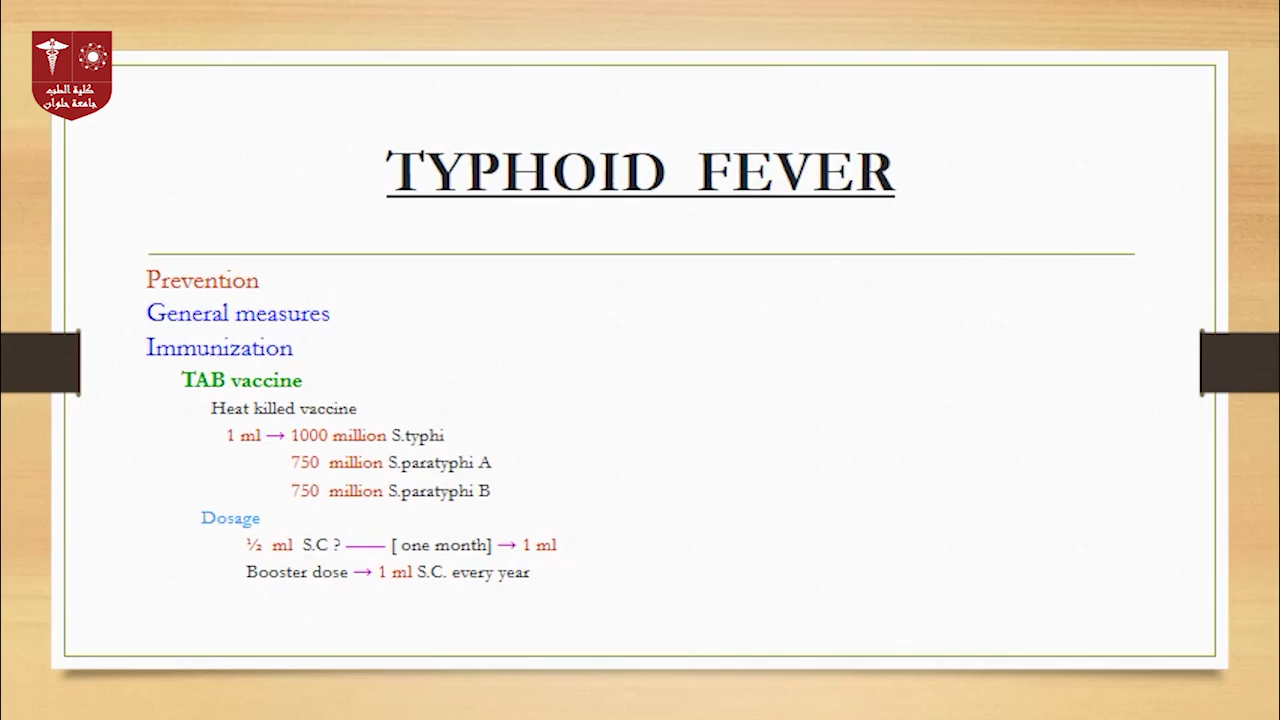 كلية الطب
جامعة حلوان
TYPHOID FEVER
Prevention
General measures
Immunization
TAB vaccine
Heat killed vaccine
1 ml → 1000 million S.typhi
750 million S.paratyphi A
750 million S.paratyphi B
Dosage
½ ml S.C ? —— [ one month] → 1 ml
Booster dose → 1 ml S.C. every year